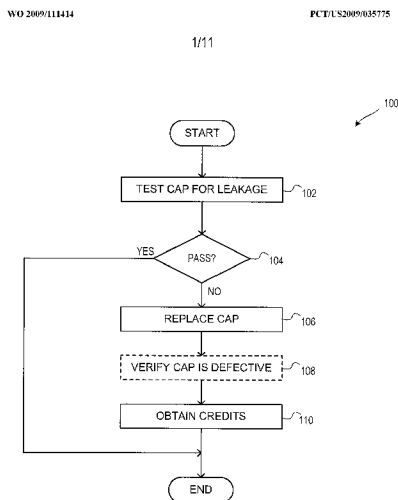 WO 2009/111414 PCT/US2009/035775
1/11
100
START
TEST CAP FOR LEAKAGE 102
YES PASS? 104
NO
REPLACE CAP 106
VERIFY CAP IS DEFECTIVE 108
OBTAIN CREDITS 110
END